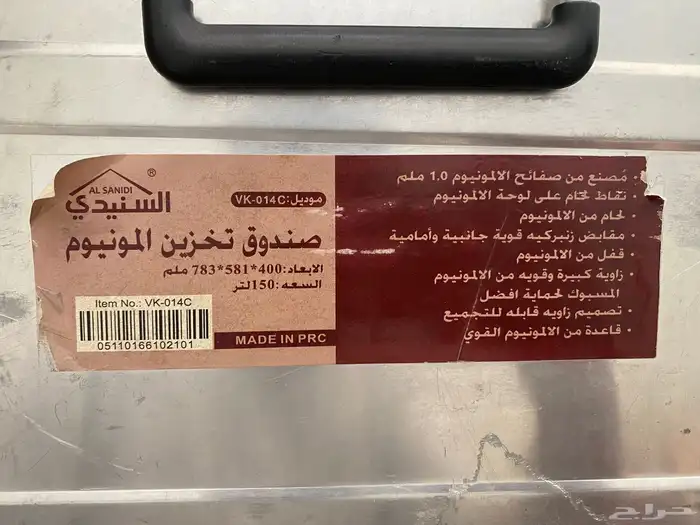 AL SANIDI ®
السنيدي
موديل: VK-014C
صندوق تخزين المونيوم
الابعاد: 400*581*783 ملم
السعه: 150لتر
Item No.: VK-014C
05110166102101
MADE IN PRC
• مُصنع من صفائح الالمونيوم 1.0 ملم
• نقاط لحام على لوحة الالمونيوم
• لحام من الالمونيوم
• مقابض زنبركيه قوية جانبية وأمامية
• قفل من الالمونيوم
• زاوية كبيرة وقويه من الالمونيوم
المسبوك لحماية افضل
• تصميم زاويه قابله للتجميع
• قاعدة من الالمونيوم القوي
حراج